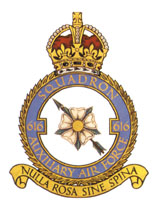 SQUADRON
616
616
AUXILIARY AIR FORCE
NULLA ROSA SINE SPINA